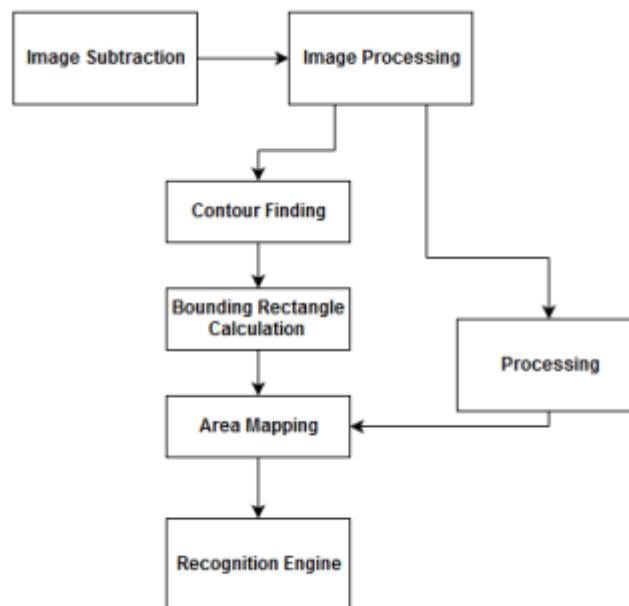 Image Subtraction
Image Processing
Contour Finding
Bounding Rectangle
Calculation
Processing
Area Mapping
Recognition Engine